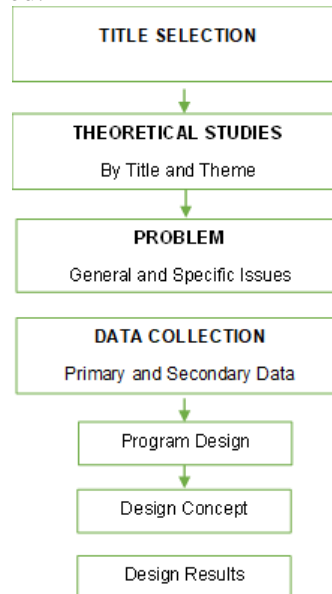 TITLE SELECTION
THEORETICAL STUDIES
By Title and Theme
PROBLEM
General and Specific Issues
DATA COLLECTION
Primary and Secondary Data
Program Design
Design Concept
Design Results